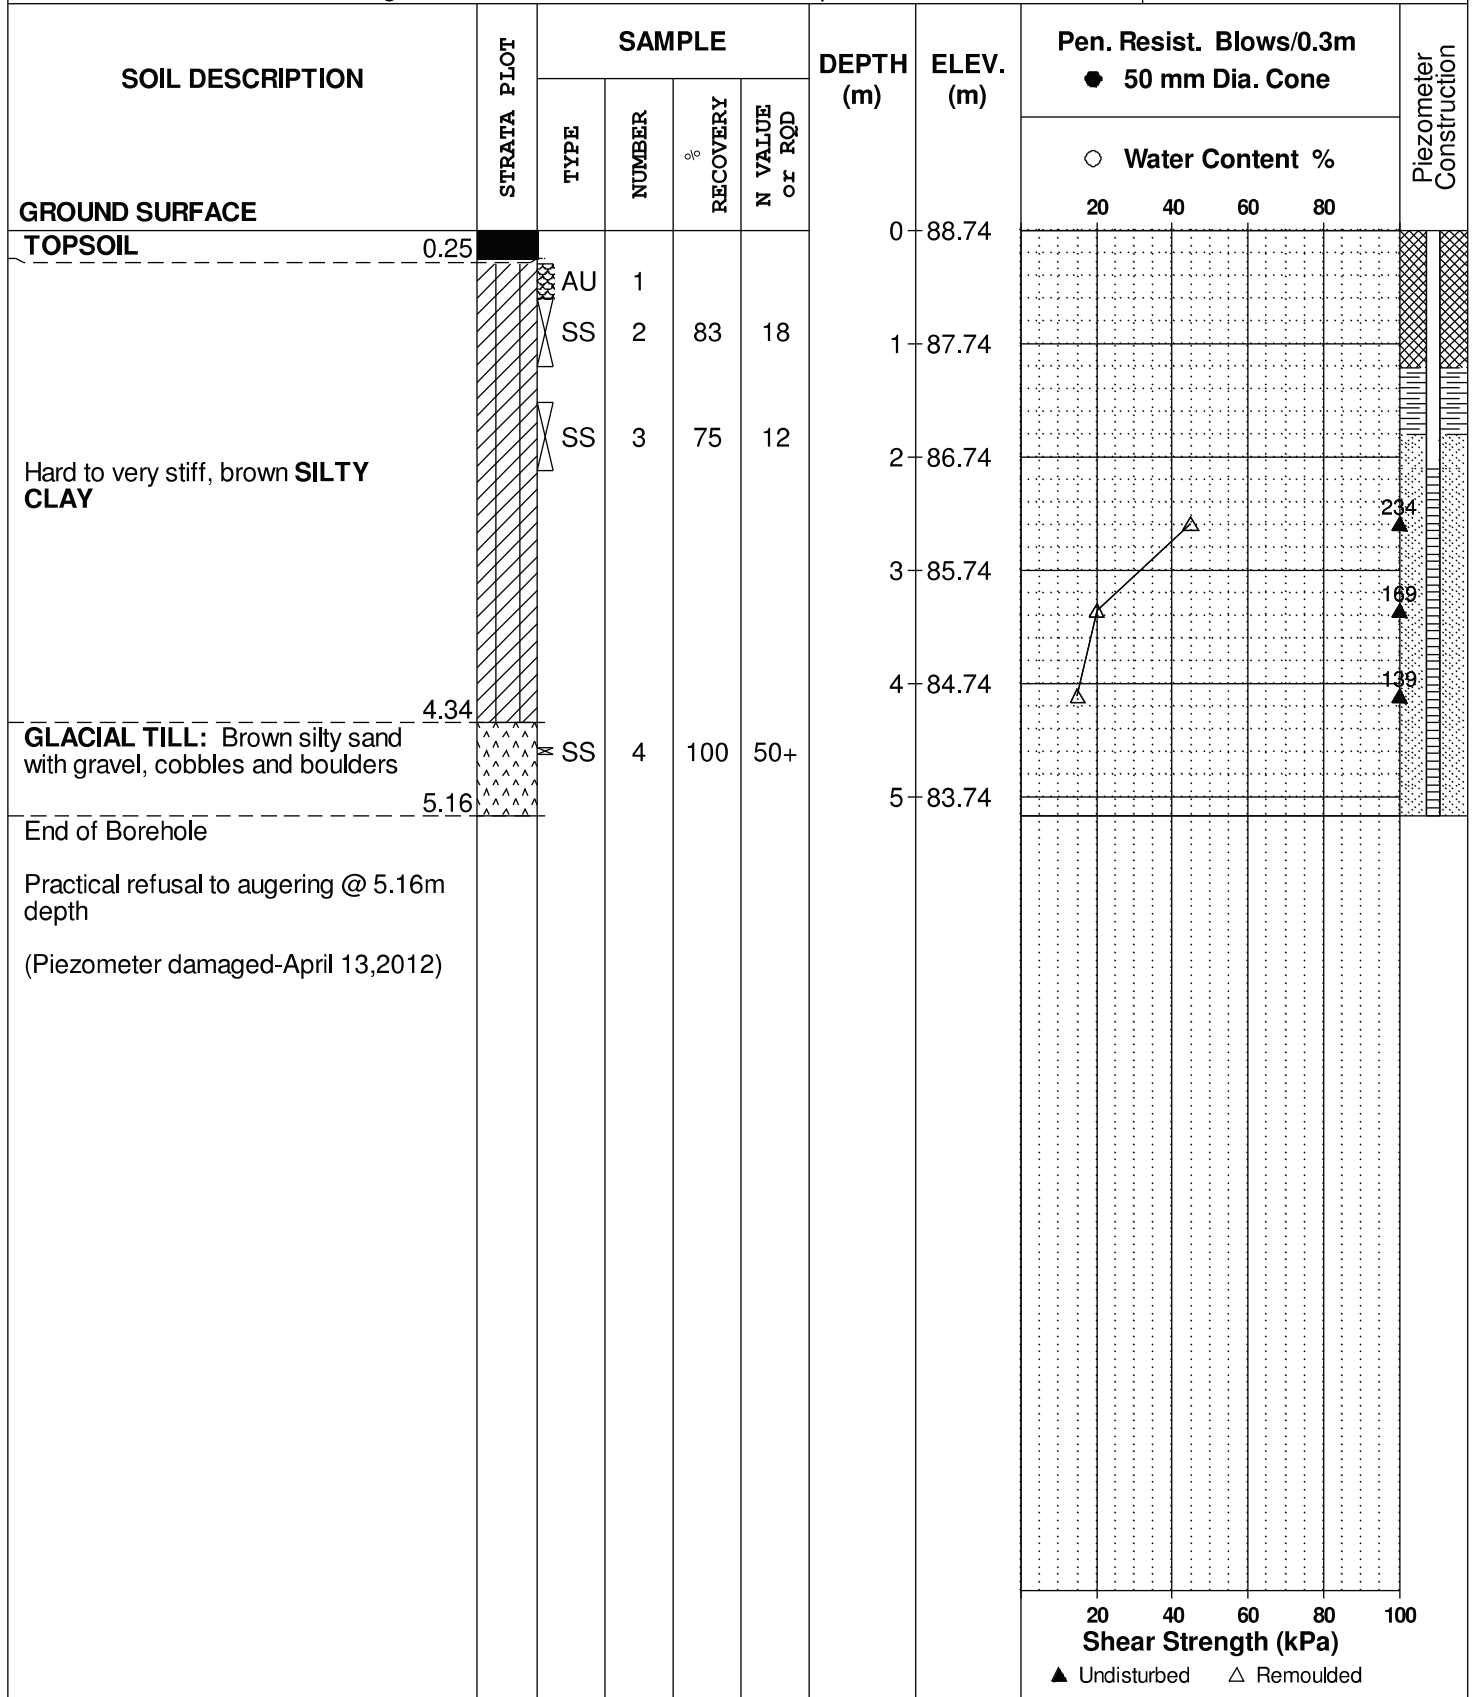 SOIL DESCRIPTION
STRATA PLOT
SAMPLE
TYPE
NUMBER
% RECOVERY
N VALUE or RQD
DEPTH (m)
ELEV. (m)
Pen. Resist. Blows/0.3m
● 50 mm Dia. Cone
○ Water Content %
20 40 60 80
Piezometer Construction
GROUND SURFACE
0 88.74
TOPSOIL 0.25
AU 1
SS 2 83 18
1 87.74
SS 3 75 12
2 86.74
Hard to very stiff, brown SILTY
CLAY
234
3 85.74
169
4 84.74
139
4.34
GLACIAL TILL: Brown silty sand
with gravel, cobbles and boulders
SS 4 100 50+
5 83.74
5.16
End of Borehole
Practical refusal to augering @ 5.16m
depth
(Piezometer damaged-April 13,2012)
20 40 60 80 100
Shear Strength (kPa)
▲ Undisturbed △ Remoulded